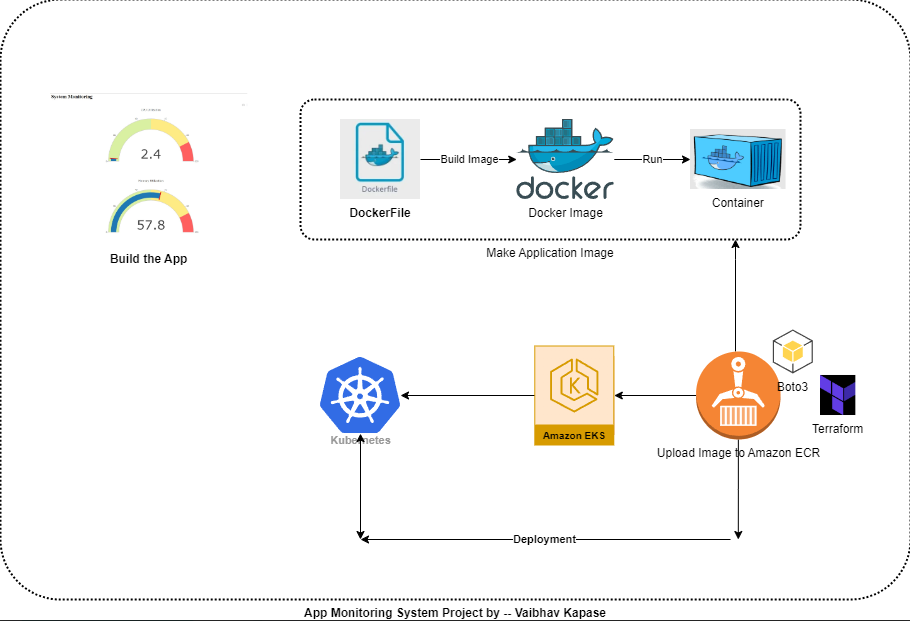 System Monitoring
2.4
57.8
Build the App
Dockerfile
DockerFile
Build Image
docker
Docker Image
Run
Container
Make Application Image
Kubernetes
K
Amazon EKS
Boto3
Terraform
Upload Image to Amazon ECR
Deployment
App Monitoring System Project by -- Vaibhav Kapase